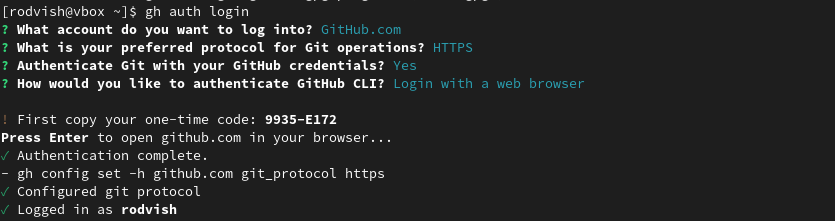 [rodvish@vbox ~]$ gh auth login
? What account do you want to log into? GitHub.com
? What is your preferred protocol for Git operations? HTTPS
? Authenticate Git with your GitHub credentials? Yes
? How would you like to authenticate GitHub CLI? Login with a web browser
! First copy your one-time code: 9935-E172
Press Enter to open github.com in your browser...
✓ Authentication complete.
- gh config set -h github.com git_protocol https
✓ Configured git protocol
✓ Logged in as rodvish